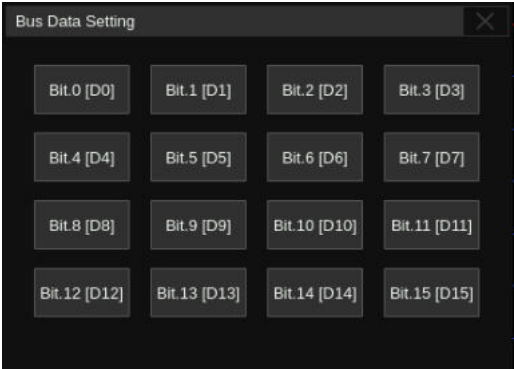 Bus Data Setting
Bit.0 [D0] Bit.1 [D1] Bit.2 [D2] Bit.3 [D3]
Bit.4 [D4] Bit.5 [D5] Bit.6 [D6] Bit.7 [D7]
Bit.8 [D8] Bit.9 [D9] Bit.10 [D10] Bit.11 [D11]
Bit.12 [D12] Bit.13 [D13] Bit.14 [D14] Bit.15 [D15]